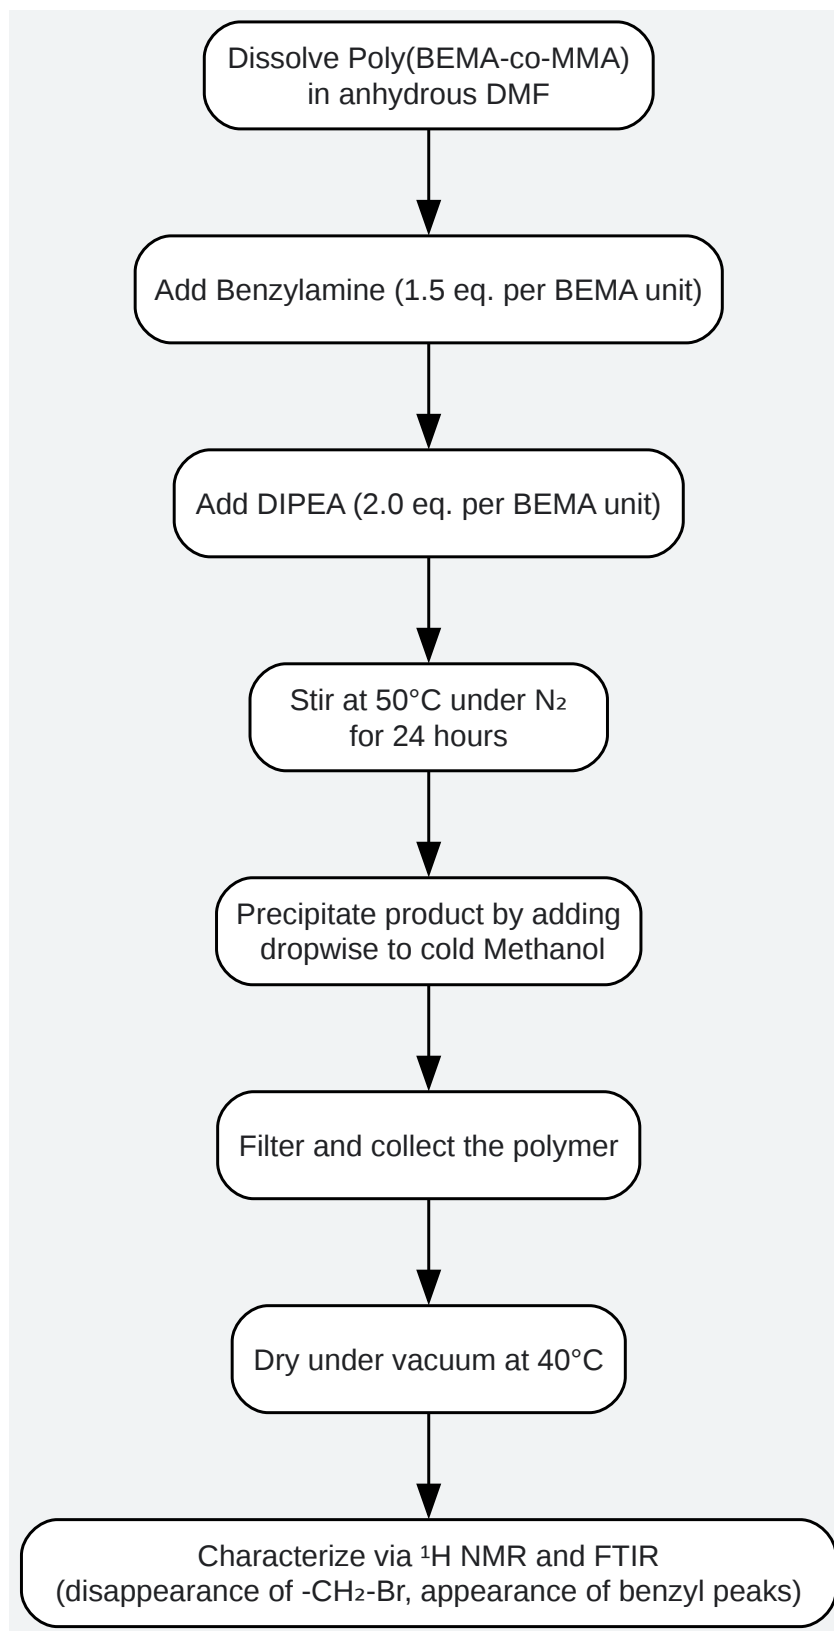 Dissolve Poly(BEMA-co-MMA)
in anhydrous DMF
Add Benzylamine (1.5 eq. per BEMA unit)
Add DIPEA (2.0 eq. per BEMA unit)
Stir at 50°C under N₂
for 24 hours
Precipitate product by adding
dropwise to cold Methanol
Filter and collect the polymer
Dry under vacuum at 40°C
Characterize via ¹H NMR and FTIR
(disappearance of -CH₂-Br, appearance of benzyl peaks)